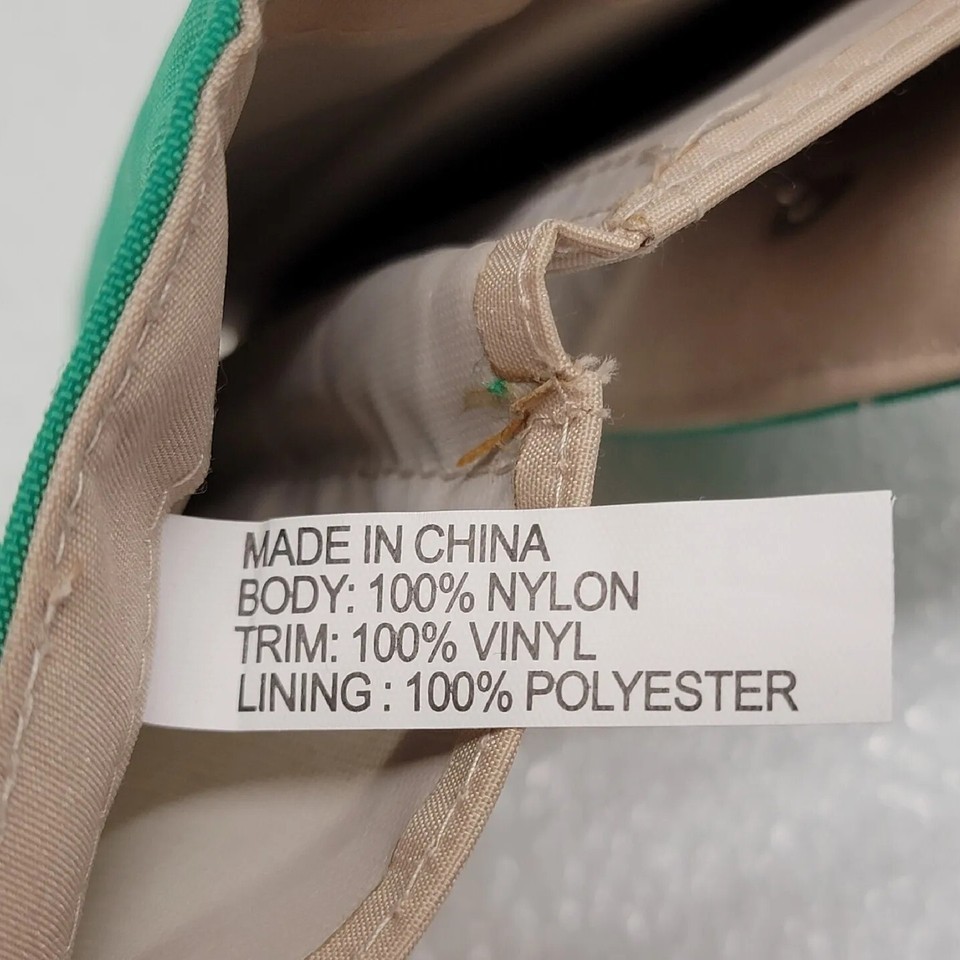 MADE IN CHINA
BODY: 100% NYLON
TRIM: 100% VINYL
LINING : 100% POLYESTER